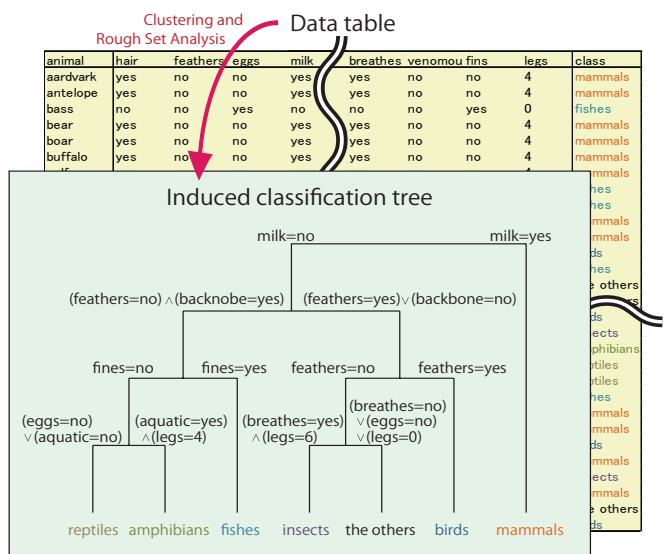 Clustering and
Rough Set Analysis
Data table
animal hair feathers eggs milk breathes venomou fins legs class
aardvark yes no no yes yes no no 4 mammals
antelope yes no no yes yes no no 4 mammals
bass no no yes no no no yes 0 fishes
bear yes no no yes yes no no 4 mammals
boar yes no no yes yes no no 4 mammals
buffalo yes no no yes yes no no 4 mammals
Induced classification tree
milk=no milk=yes
(feathers=no) ∧(backnobe=yes) (feathers=yes)∨(backbone=no)
fines=no fines=yes feathers=no feathers=yes
(eggs=no)
∨(aquatic=no)
(aquatic=yes)
∧(legs=4)
(breathes=yes)
∧(legs=6)
(breathes=no)
∨(eggs=no)
∨(legs=0)
reptiles amphibians fishes insects the others birds mammals